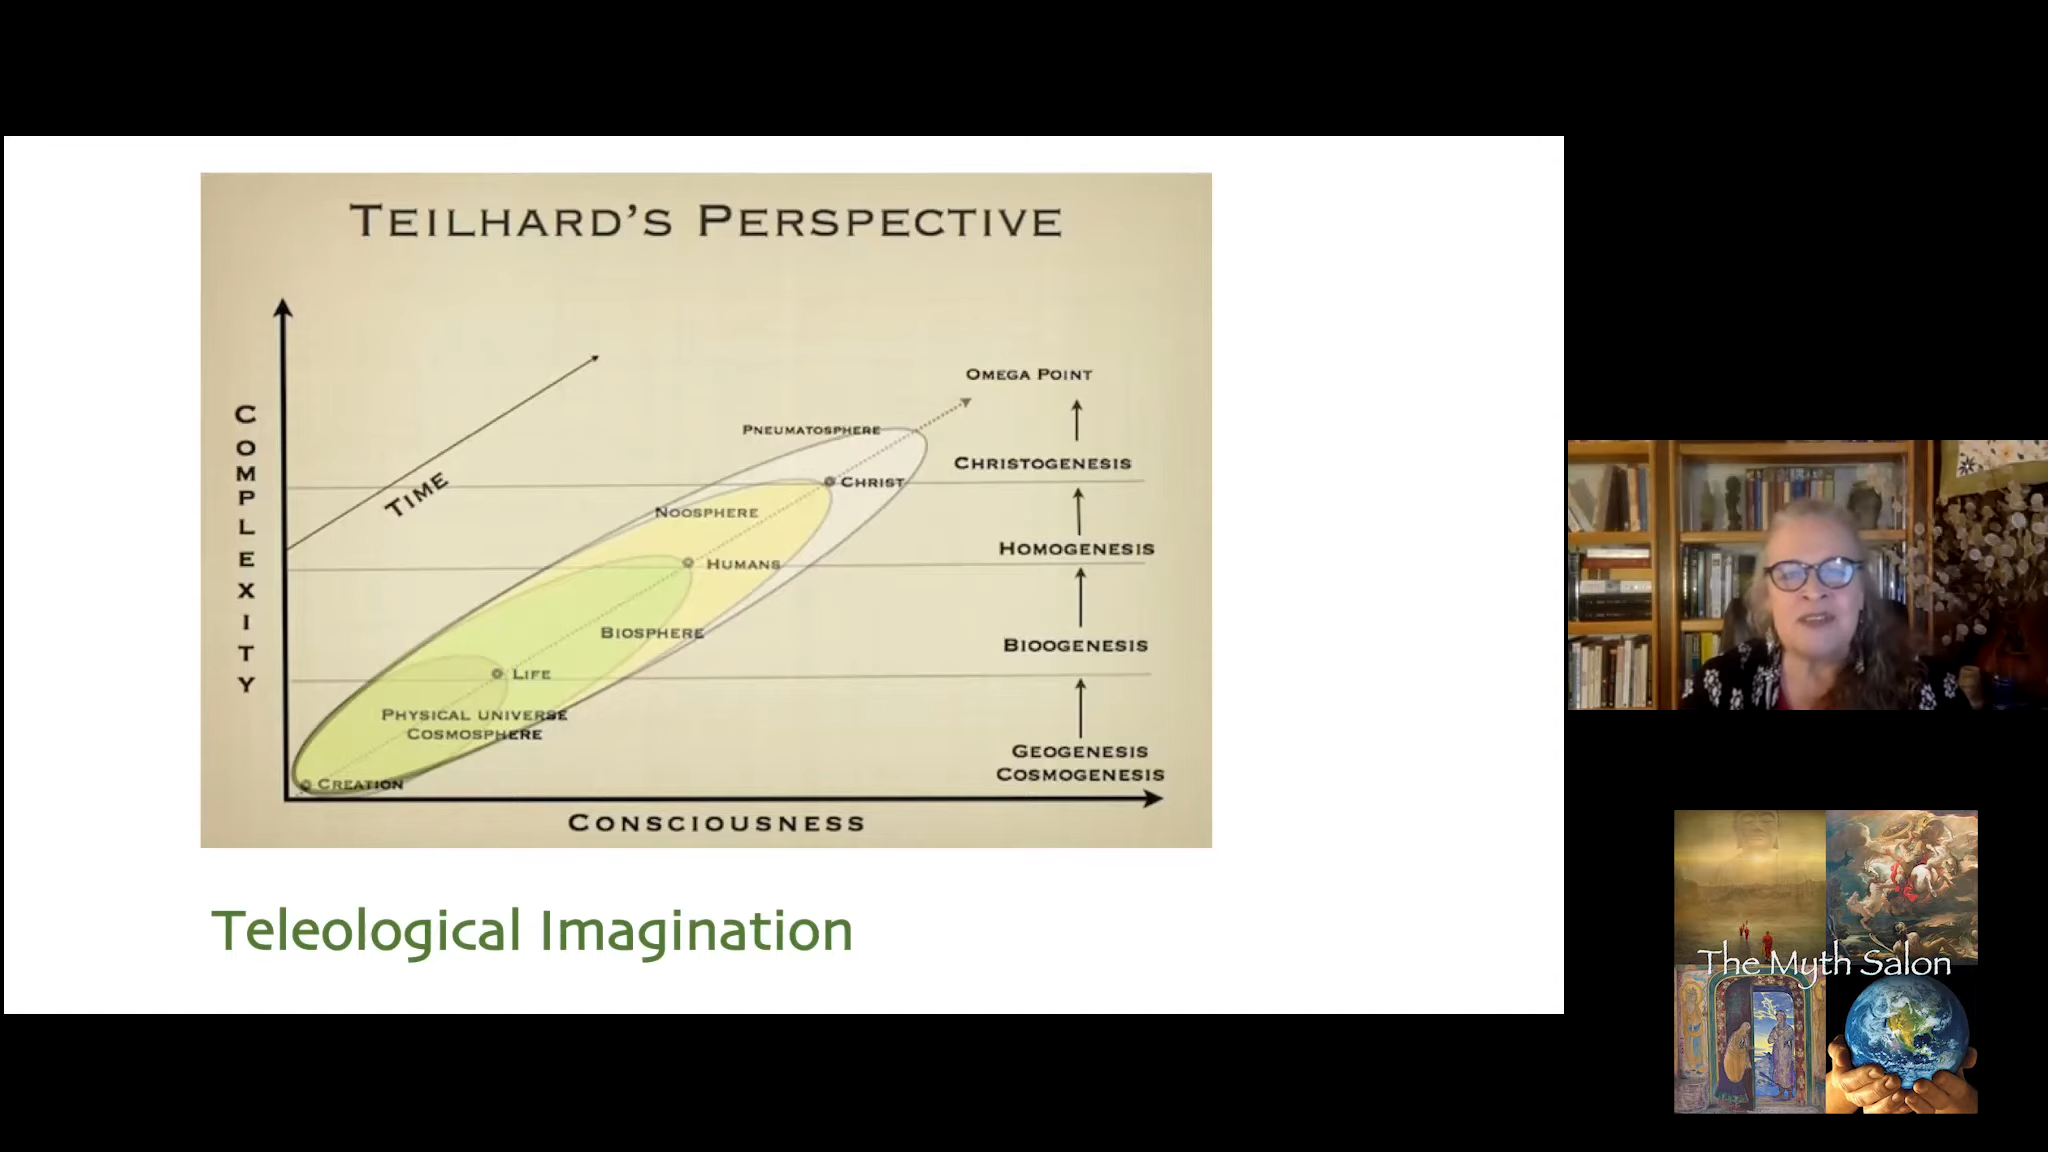 TEILHARD'S PERSPECTIVE
COMPLEXITY
TIME
OMEGA POINT
PNEUMATOSPHERE
CHRISTOGENESIS
CHRIST
NOOSPHERE
HOMOGENESIS
HUMANS
BIOSPHERE
BIOOGENESIS
LIFE
PHYSICAL UNIVERSE
COSMOSPHERE
GEOGENESIS
COSMOGENESIS
CREATION
CONSCIOUSNESS
Teleological Imagination
The Myth Salon